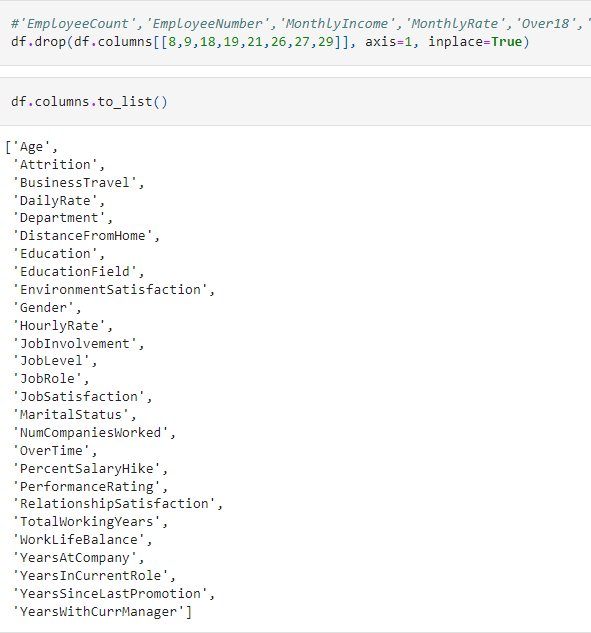 #'EmployeeCount','EmployeeNumber','MonthlyIncome','MonthlyRate','Over18','
df.drop(df.columns[[8,9,18,19,21,26,27,29]], axis=1, inplace=True)
df.columns.to_list()
['Age',
'Attrition',
'BusinessTravel',
'DailyRate',
'Department',
'DistanceFromHome',
'Education',
'EducationField',
'EnvironmentSatisfaction',
'Gender',
'HourlyRate',
'JobInvolvement',
'JobLevel',
'JobRole',
'JobSatisfaction',
'MaritalStatus',
'NumCompaniesWorked',
'OverTime',
'PercentSalaryHike',
'PerformanceRating',
'RelationshipSatisfaction',
'TotalWorkingYears',
'WorkLifeBalance',
'YearsAtCompany',
'YearsInCurrentRole',
'YearsSinceLastPromotion',
'YearsWithCurrManager']